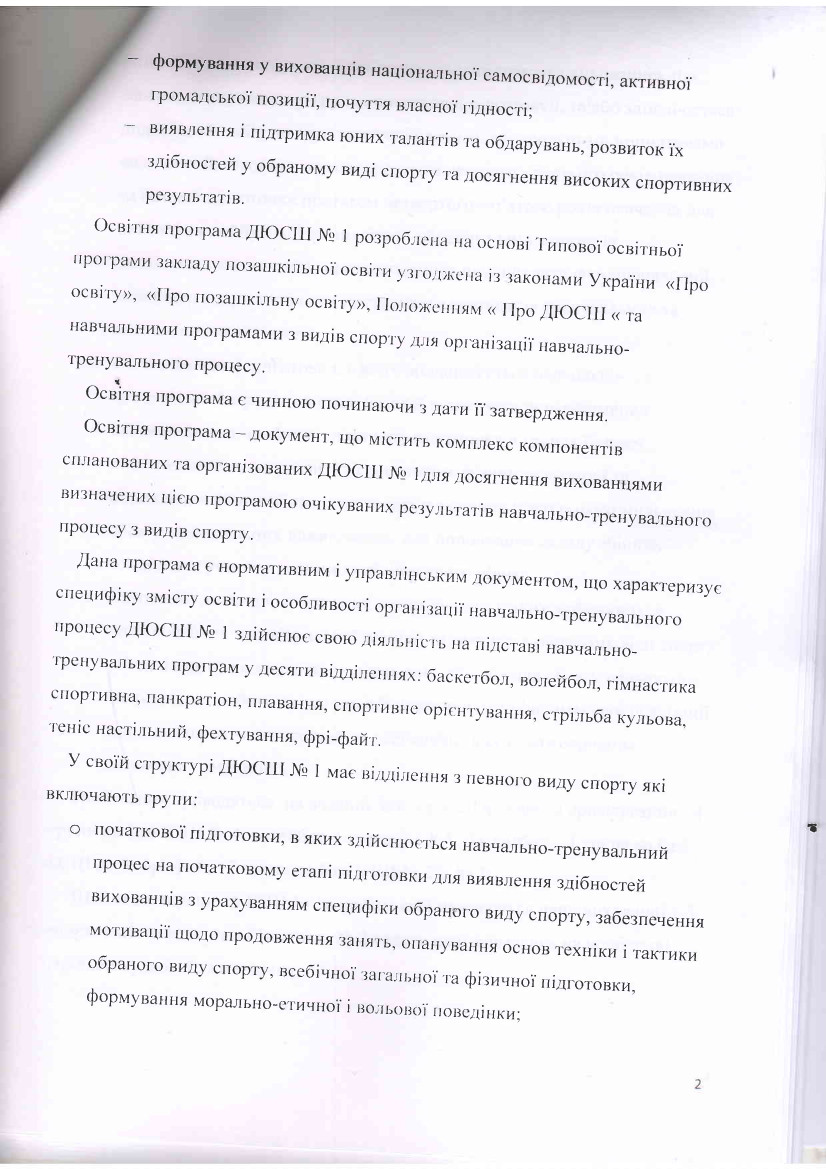 – формування у вихованців національної самосвідомості, активної
громадської позиції, почуття власної гідності;
– виявлення і підтримка юних талантів та обдарувань, розвиток їх
здібностей у обраному виді спорту та досягнення високих спортивних
результатів.
Освітня програма ДЮСШ № 1 розроблена на основі Типової освітньої
програми закладу позашкільної освіти узгоджена із законами України «Про
освіту», «Про позашкільну освіту», Положенням « Про ДЮСШ « та
навчальними програмами з видів спорту для організації навчально-
тренувального процесу.
Освітня програма є чинною починаючи з дати її затвердження.
Освітня програма – документ, що містить комплекс компонентів
спланованих та організованих ДЮСШ № 1для досягнення вихованцями
визначених цією програмою очікуваних результатів навчально-тренувального
процесу з видів спорту.
Дана програма є нормативним і управлінським документом, що характеризує
специфіку змісту освіти і особливості організації навчально-тренувального
процесу ДЮСШ № 1 здійснює свою діяльність на підставі навчально-
тренувальних програм у десяти відділеннях: баскетбол, волейбол, гімнастика
спортивна, панкратіон, плавання, спортивне орієнтування, стрільба кульова,
теніс настільний, фехтування, фрі-файт.
У своїй структурі ДЮСШ № 1 має відділення з певного виду спорту які
включають групи:
о початкової підготовки, в яких здійснюється навчально-тренувальний
процес на початковому етапі підготовки для виявлення здібностей
вихованців з урахуванням специфіки обраного виду спорту, забезпечення
мотивації щодо продовження занять, опанування основ техніки і тактики
обраного виду спорту, всебічної загальної та фізичної підготовки,
формування морально-етичної і вольової поведінки;
2